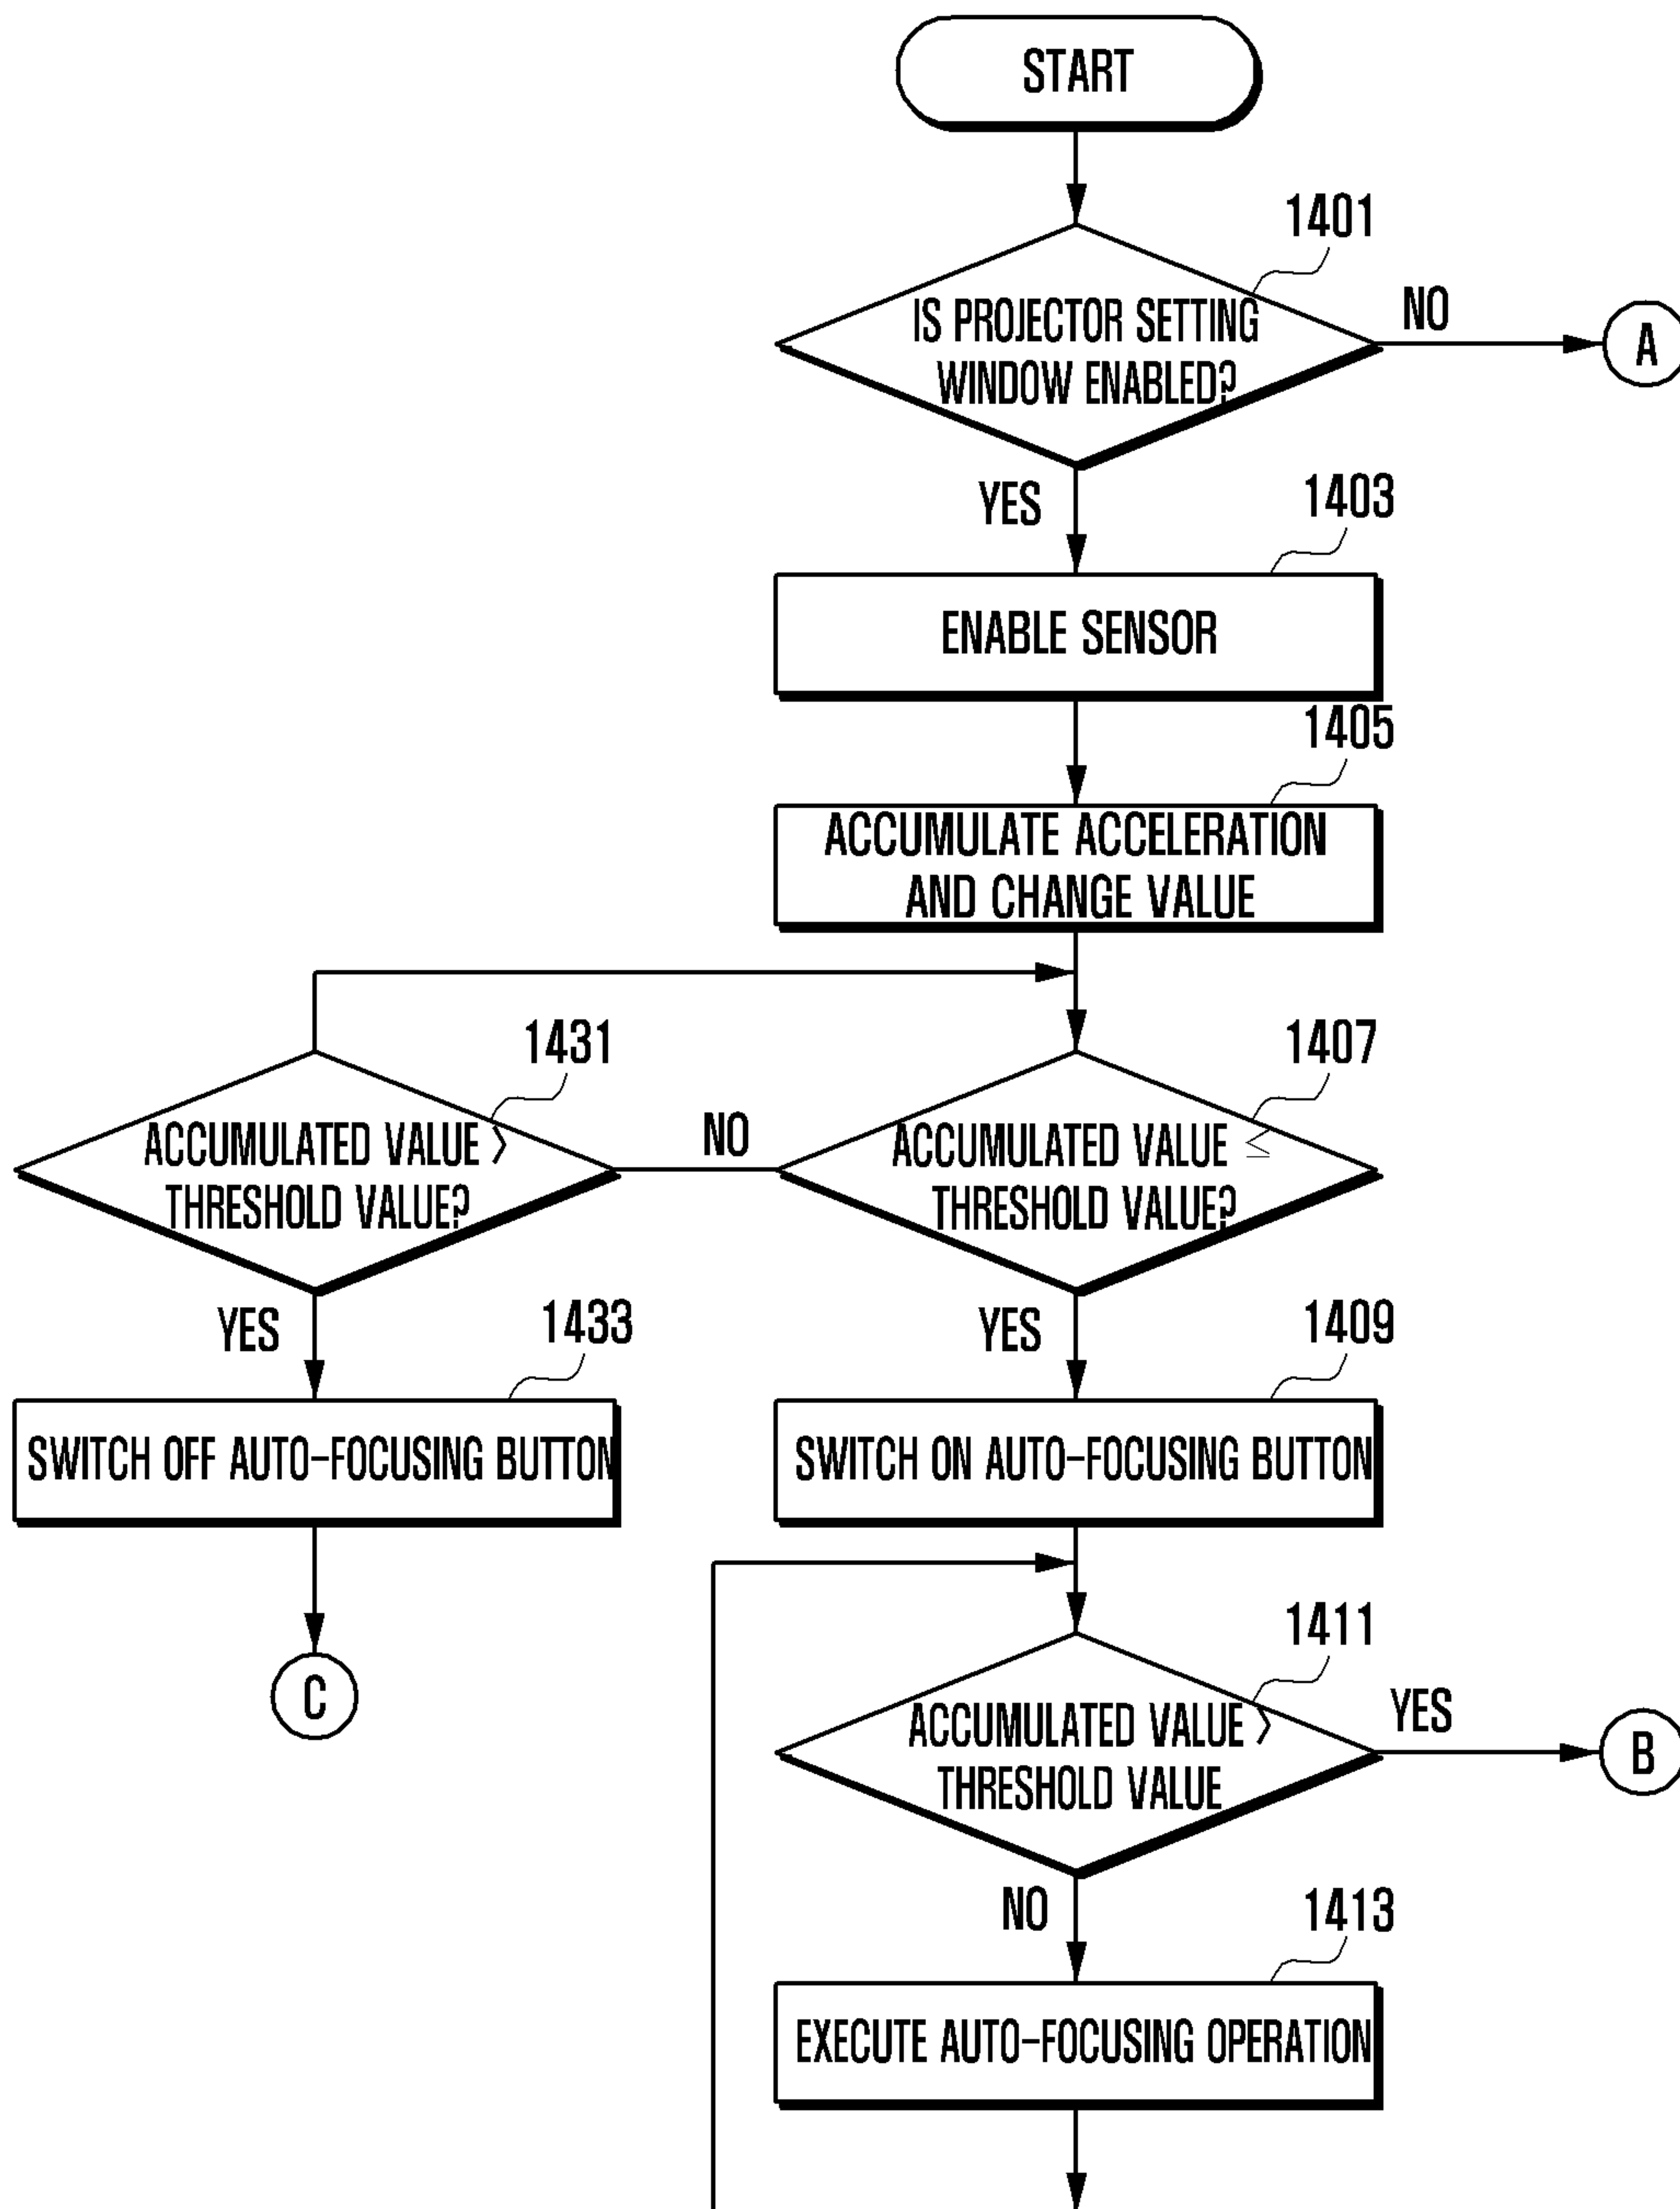 START
1401
IS PROJECTOR SETTING
WINDOW ENABLED?
NO
A
YES
1403
ENABLE SENSOR
1405
ACCUMULATE ACCELERATION
AND CHANGE VALUE
1431
ACCUMULATED VALUE >
THRESHOLD VALUE?
NO
1407
ACCUMULATED VALUE ≤
THRESHOLD VALUE?
YES
1433
SWITCH OFF AUTO-FOCUSING BUTTON
C
YES
1409
SWITCH ON AUTO-FOCUSING BUTTON
1411
ACCUMULATED VALUE >
THRESHOLD VALUE
YES
B
NO
1413
EXECUTE AUTO-FOCUSING OPERATION